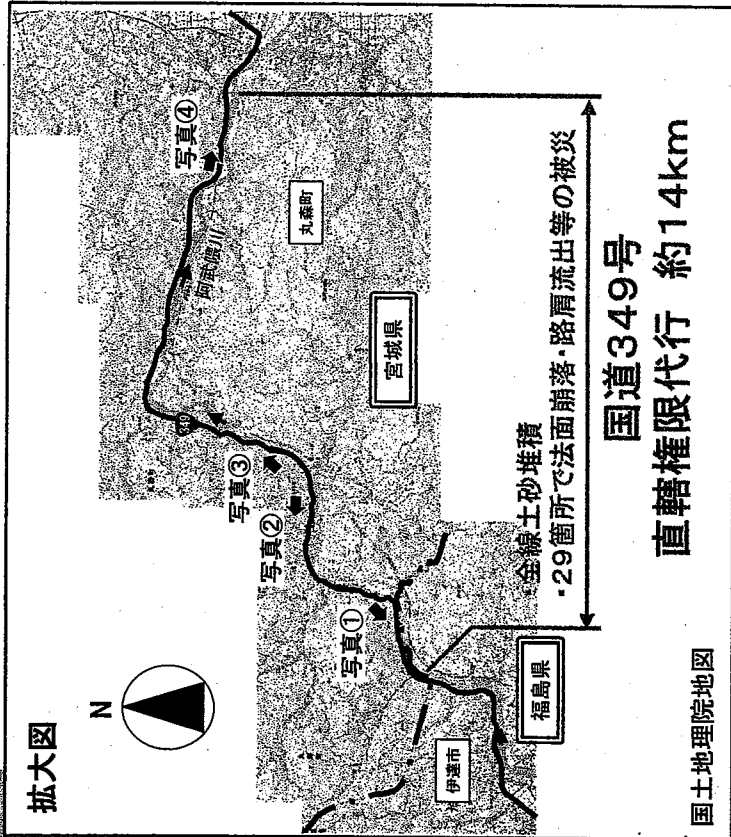 拡大図
N
写真④
阿武隈川
丸森町
349
写真③
写真②
宮城県
写真①
・全線土砂堆積
・29箇所で法面崩落・路肩流出等の被災
国道349号
直轄権限代行 約14km
福島県
伊達市
国土地理院地図